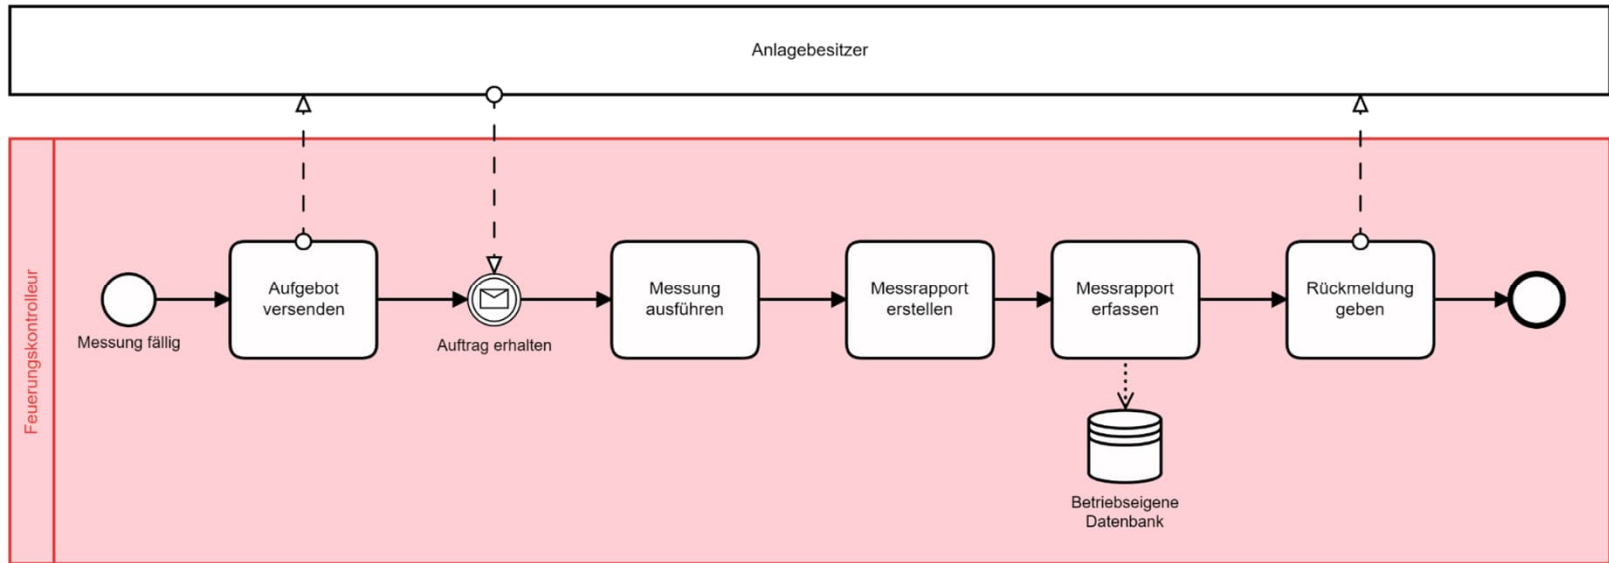 Anlagebesitzer
Feuerungskontrolleur
Messung fällig
Aufgebot
versenden
Auftrag erhalten
Messung
ausführen
Messrapport
erstellen
Messrapport
erfassen
Betriebseigene
Datenbank
Rückmeldung
geben